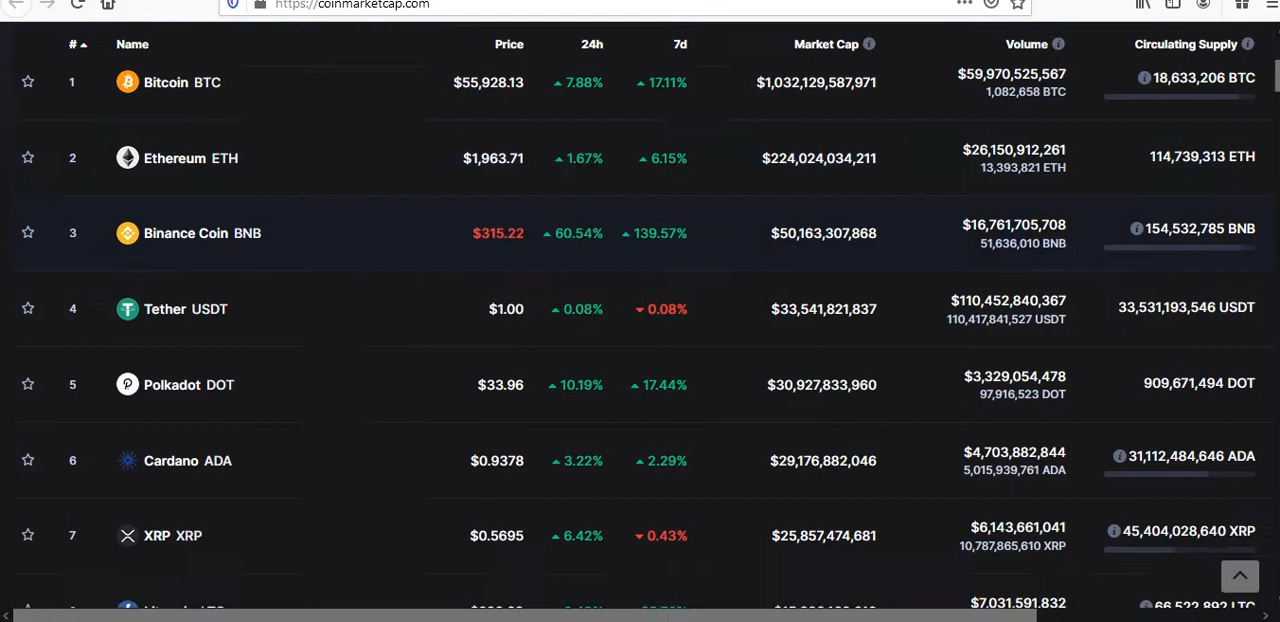 https://coinmarketcap.com
# Name Price 24h 7d Market Cap Volume Circulating Supply
1 Bitcoin BTC $55,928.13 7.88% 17.11% $1,032,129,587,971 $59,970,525,567 18,633,206 BTC
1,082,658 BTC
2 Ethereum ETH $1,963.71 1.67% 6.15% $224,024,034,211 $26,150,912,261 114,739,313 ETH
13,393,821 ETH
3 Binance Coin BNB $315.22 60.54% 139.57% $50,163,307,868 $16,761,705,708 154,532,785 BNB
51,636,010 BNB
4 Tether USDT $1.00 0.08% 0.08% $33,541,821,837 $110,452,840,367 33,531,193,546 USDT
110,417,841,527 USDT
5 Polkadot DOT $33.96 10.19% 17.44% $30,927,833,960 $3,329,054,478 909,671,494 DOT
97,916,523 DOT
6 Cardano ADA $0.9378 3.22% 2.29% $29,176,882,046 $4,703,882,844 31,112,484,646 ADA
5,015,939,761 ADA
7 XRP XRP $0.5695 6.42% 0.43% $25,857,474,681 $6,143,661,041 45,404,028,640 XRP
10,787,865,610 XRP
$7,031,591,832 66,522,892 LTC